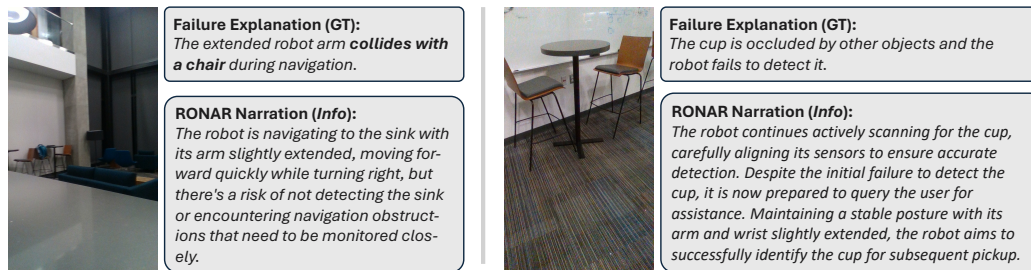 Failure Explanation (GT):
The extended robot arm collides with
a chair during navigation.
RONAR Narration (Info):
The robot is navigating to the sink with
its arm slightly extended, moving for-
ward quickly while turning right, but
there's a risk of not detecting the sink
or encountering navigation obstruct-
ions that need to be monitored clos-
ely.
Failure Explanation (GT):
The cup is occluded by other objects and the
robot fails to detect it.
RONAR Narration (Info):
The robot continues actively scanning for the cup,
carefully aligning its sensors to ensure accurate
detection. Despite the initial failure to detect the
cup, it is now prepared to query the user for
assistance. Maintaining a stable posture with its
arm and wrist slightly extended, the robot aims to
successfully identify the cup for subsequent pickup.